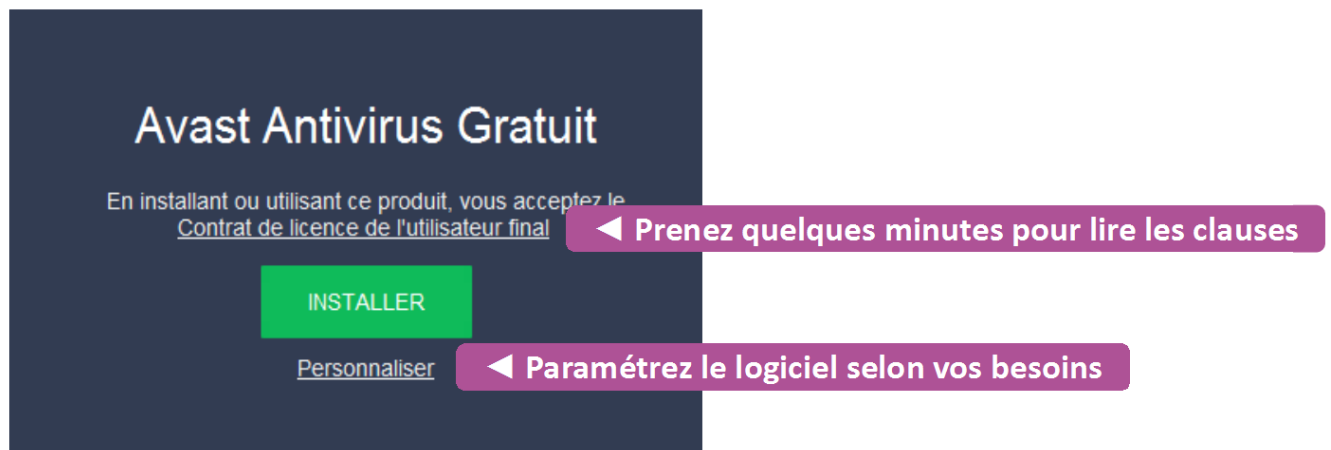 Avast Antivirus Gratuit
En installant ou utilisant ce produit, vous acceptez le
Contrat de licence de l'utilisateur final
◄ Prenez quelques minutes pour lire les clauses
INSTALLER
Personnaliser
◄ Paramétrez le logiciel selon vos besoins